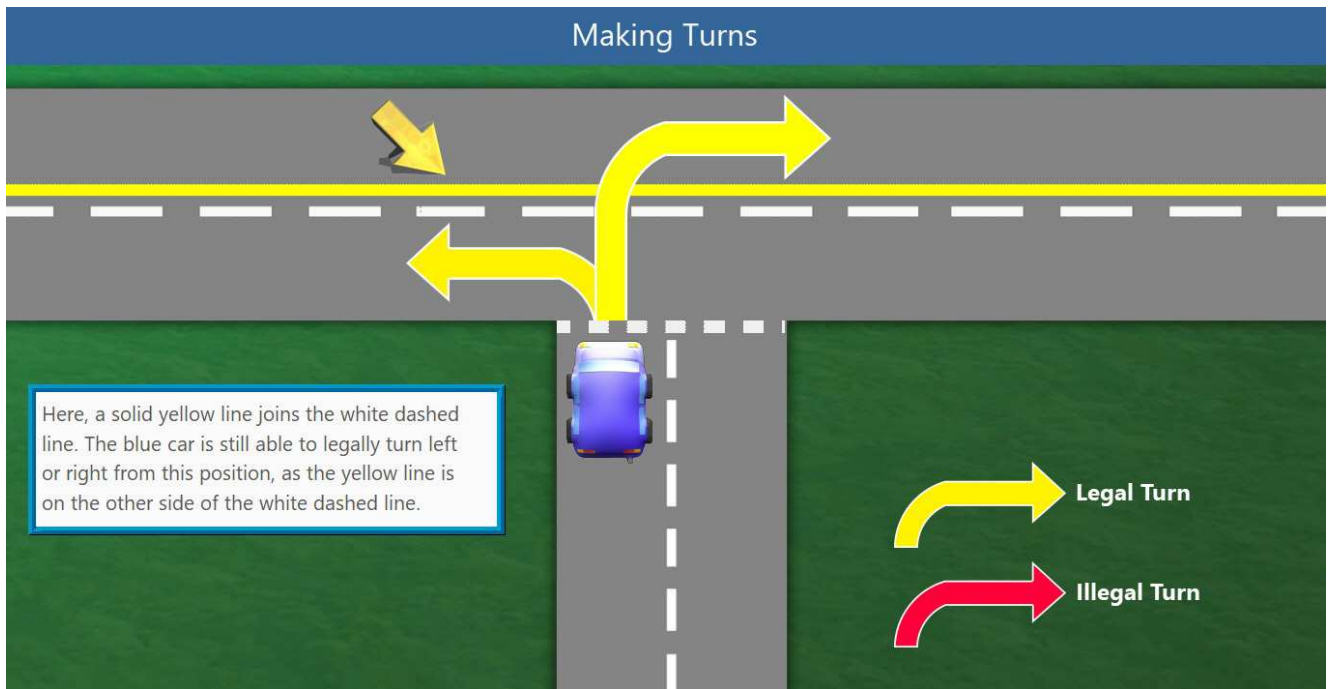 Making Turns
Here, a solid yellow line joins the white dashed
line. The blue car is still able to legally turn left
or right from this position, as the yellow line is
on the other side of the white dashed line.
Legal Turn
Illegal Turn